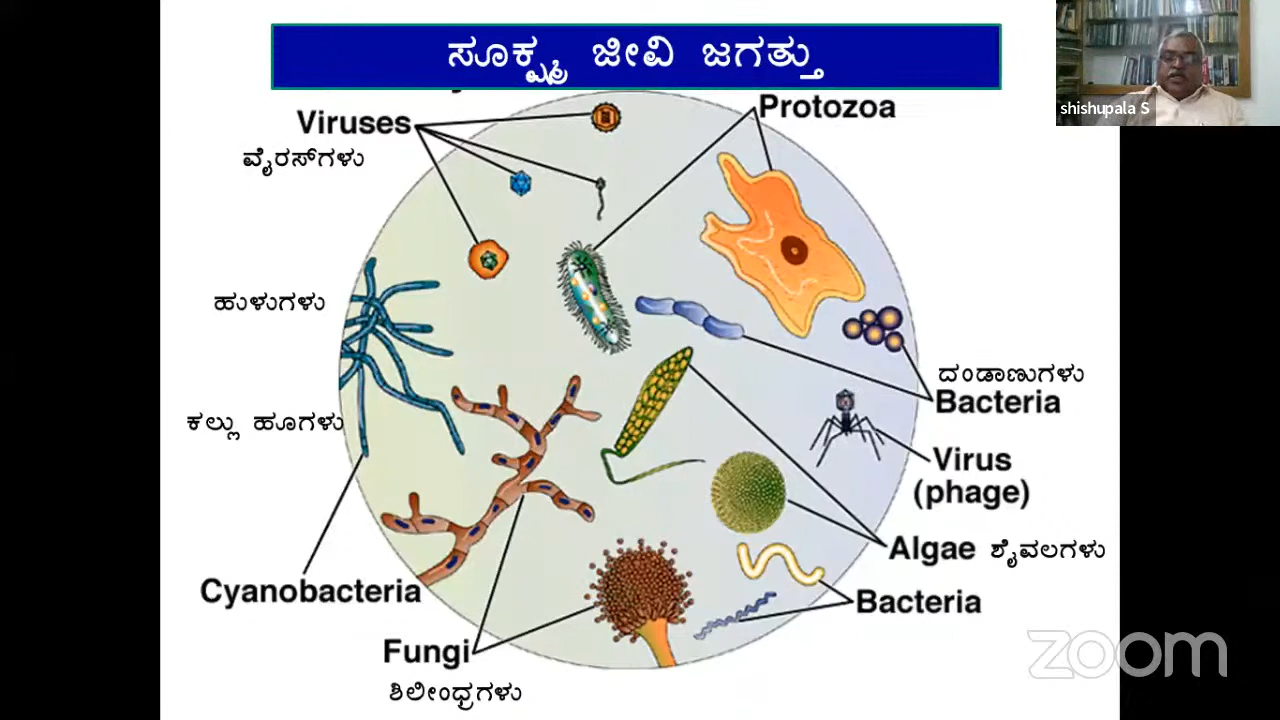 ಸೂಕ್ಷ್ಮ ಜೀವಿ ಜಗತ್ತು
shishupala S
Viruses
ವೈರಸ್‌ಗಳು
Protozoa
ಹುಳುಗಳು
ದಂಡಾಣುಗಳು
Bacteria
ಕಲ್ಲು ಹೂಗಳು
Virus
(phage)
Algae ಶೈವಲಗಳು
Cyanobacteria
Bacteria
Fungi
ಶಿಲೀಂಧ್ರಗಳು
zoom